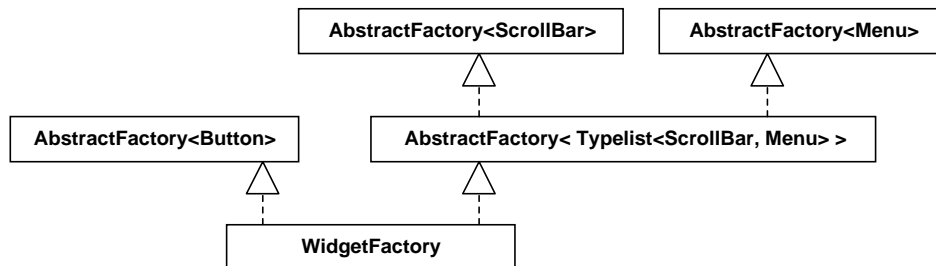 AbstractFactory<ScrollBar>
AbstractFactory<Menu>
AbstractFactory<Button>
AbstractFactory< Typelist<ScrollBar, Menu> >
WidgetFactory